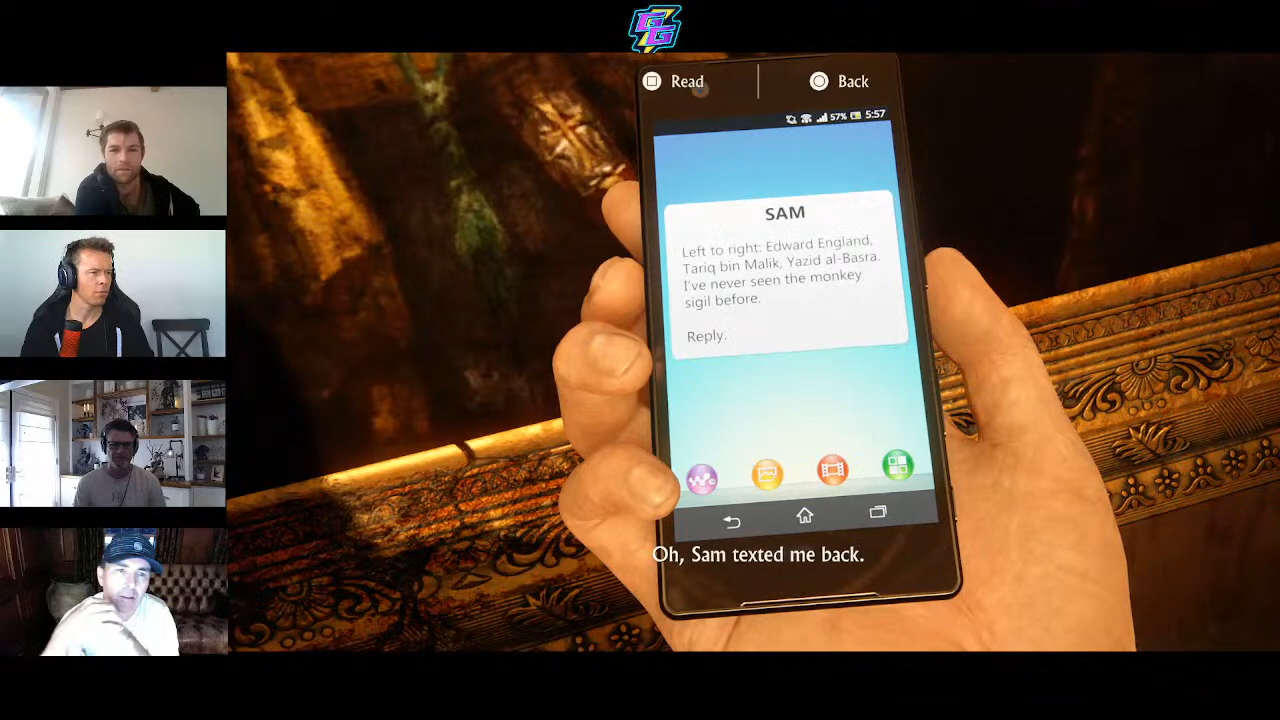 GG
Read
Back
57% 5:57
SAM
Left to right: Edward England,
Tariq bin Malik, Yazid al-Basra.
I've never seen the monkey
sigil before.
Reply.
Oh, Sam texted me back.